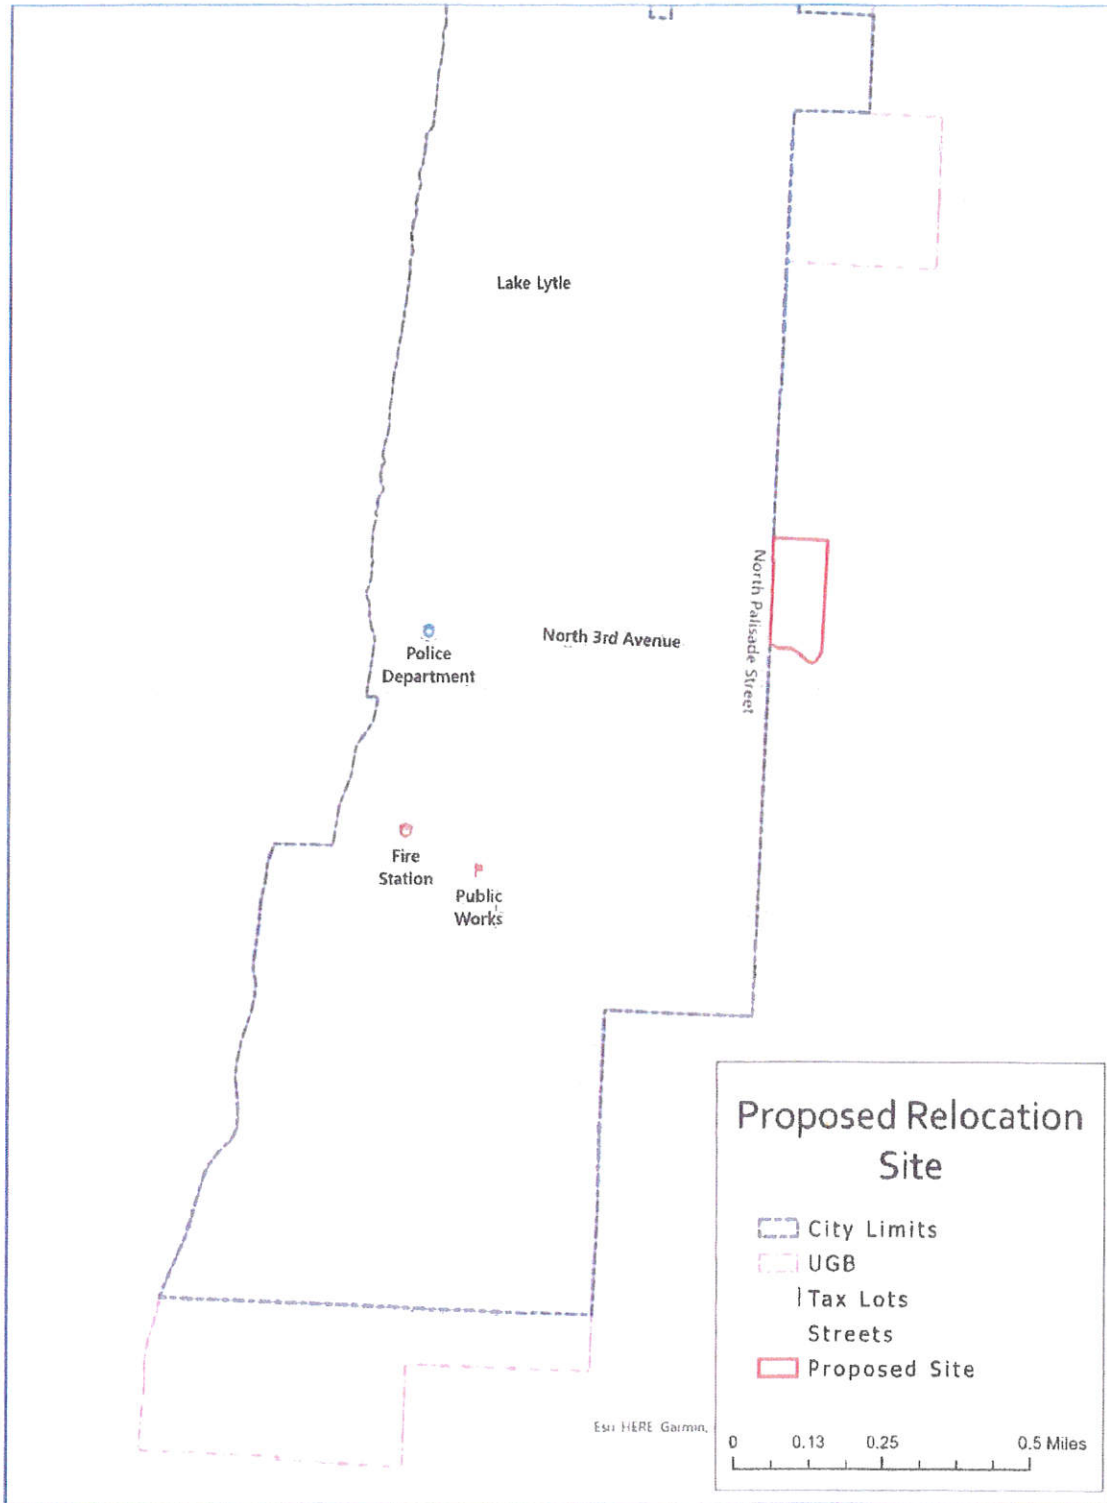 Lake Lytle
North Palisade Street
North 3rd Avenue
Police
Department
Fire
Station
Public
Works
Proposed Relocation
Site
City Limits
UGB
Tax Lots
Streets
Proposed Site
Esri HERE Garmin,
0 0.13 0.25 0.5 Miles